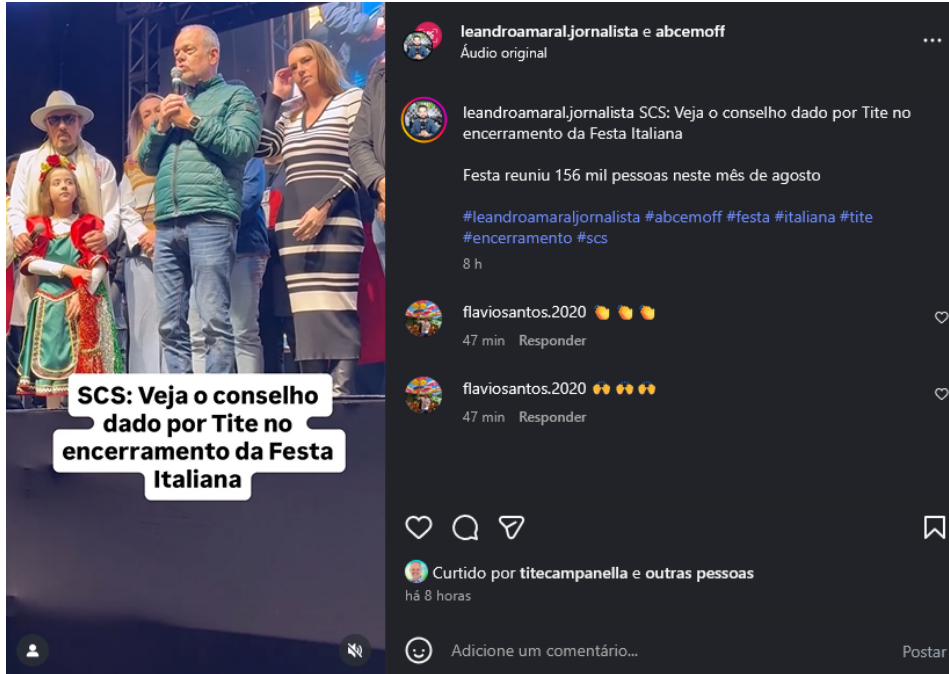 leandroamaral.jornalista e abcemoff
Áudio original
leandroamaral.jornalista SCS: Veja o conselho dado por Tite no
encerramento da Festa Italiana
Festa reuniu 156 mil pessoas neste mês de agosto
#leandroamaraljornalista #abcemoff #festa #italiana #tite
#encerramento #scs
8 h
flaviosantos.2020 👏 👏 👏
47 min Responder
flaviosantos.2020 🙌 🙌 🙌
47 min Responder
SCS: Veja o conselho
dado por Tite no
encerramento da Festa
Italiana
Curtido por titecampanella e outras pessoas
há 8 horas
Adicione um comentário...
Postar